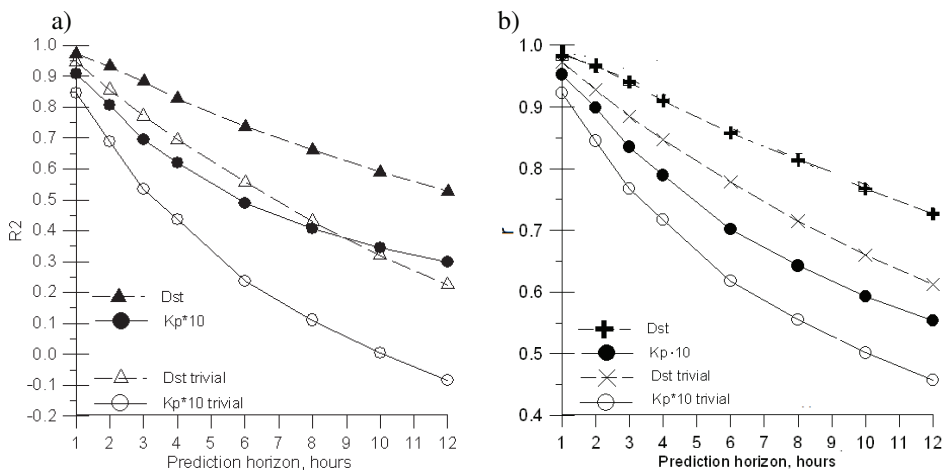 a)
1.0
0.9
0.8
0.7
0.6
0.5
0.4
0.3
0.2
0.1
0.0
-0.1
-0.2
R2
Dst
Kp*10
Dst trivial
Kp*10 trivial
1 2 3 4 6 7 8 9 10 11 12
Prediction horizon, hours
b)
1.0
0.9
0.8
0.7
0.6
0.5
0.4
r
Dst
Kp·10
Dst trivial
Kp*10 trivial
1 2 3 4 5 6 7 8 9 10 11 12
Prediction horizon, hours